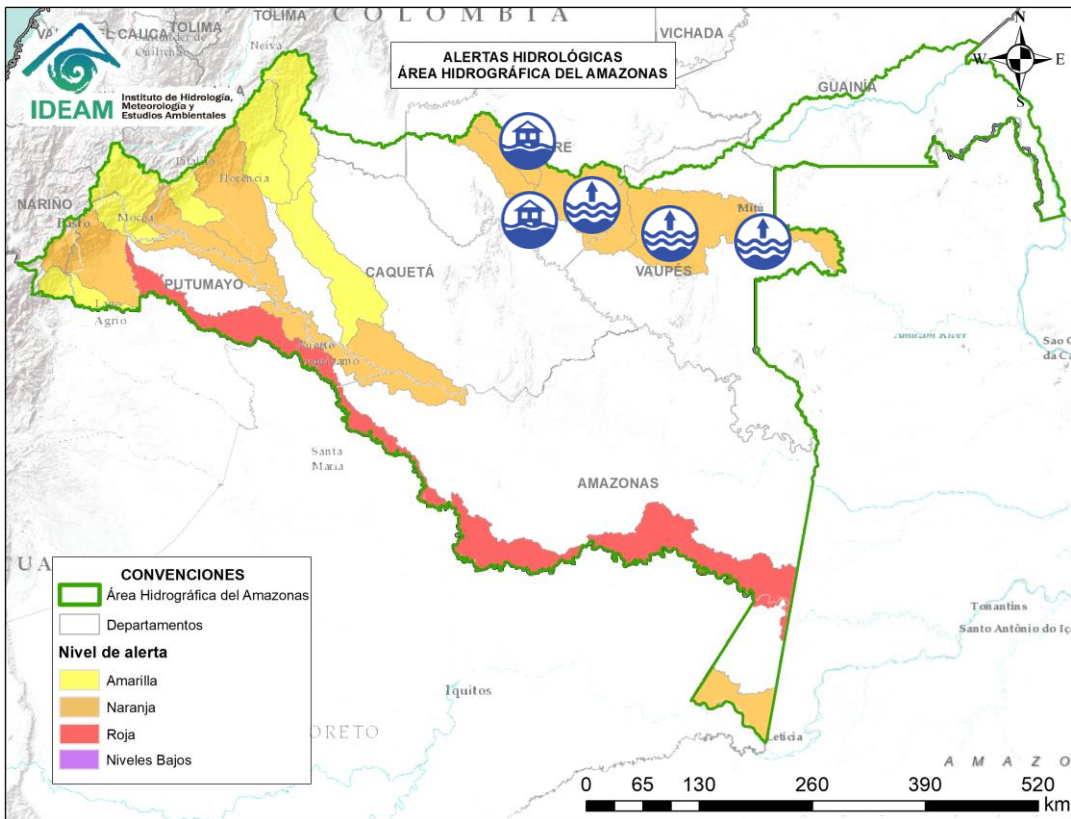 COLOMBIA
TOLIMA
TOLIMA
Neiva
VICHADA
ALERTAS HIDROLÓGICAS
ÁREA HIDROGRÁFICA DEL AMAZONAS
N
W E
S
IDEAM
Instituto de Hidrología,
Meteorología y
Estudios Ambientales
GUAINÍA
Florencia
NARIÑO
Pasto
Mocoa
Mitú
CAQUETÁ
VAUPÉS
PUTUMAYO
Lago
Agrio
Puerto
Amazon River
Santa
Maria
AMAZONAS
CONVENCIONES
Área Hidrográfica del Amazonas
Departamentos
Nivel de alerta
Amarilla
Naranja
Roja
Niveles Bajos
Tonantins
Santo Antônio do Iç
Iquitos
ORETO
Leticia
AMAZO
0 65 130 260 390 520
km